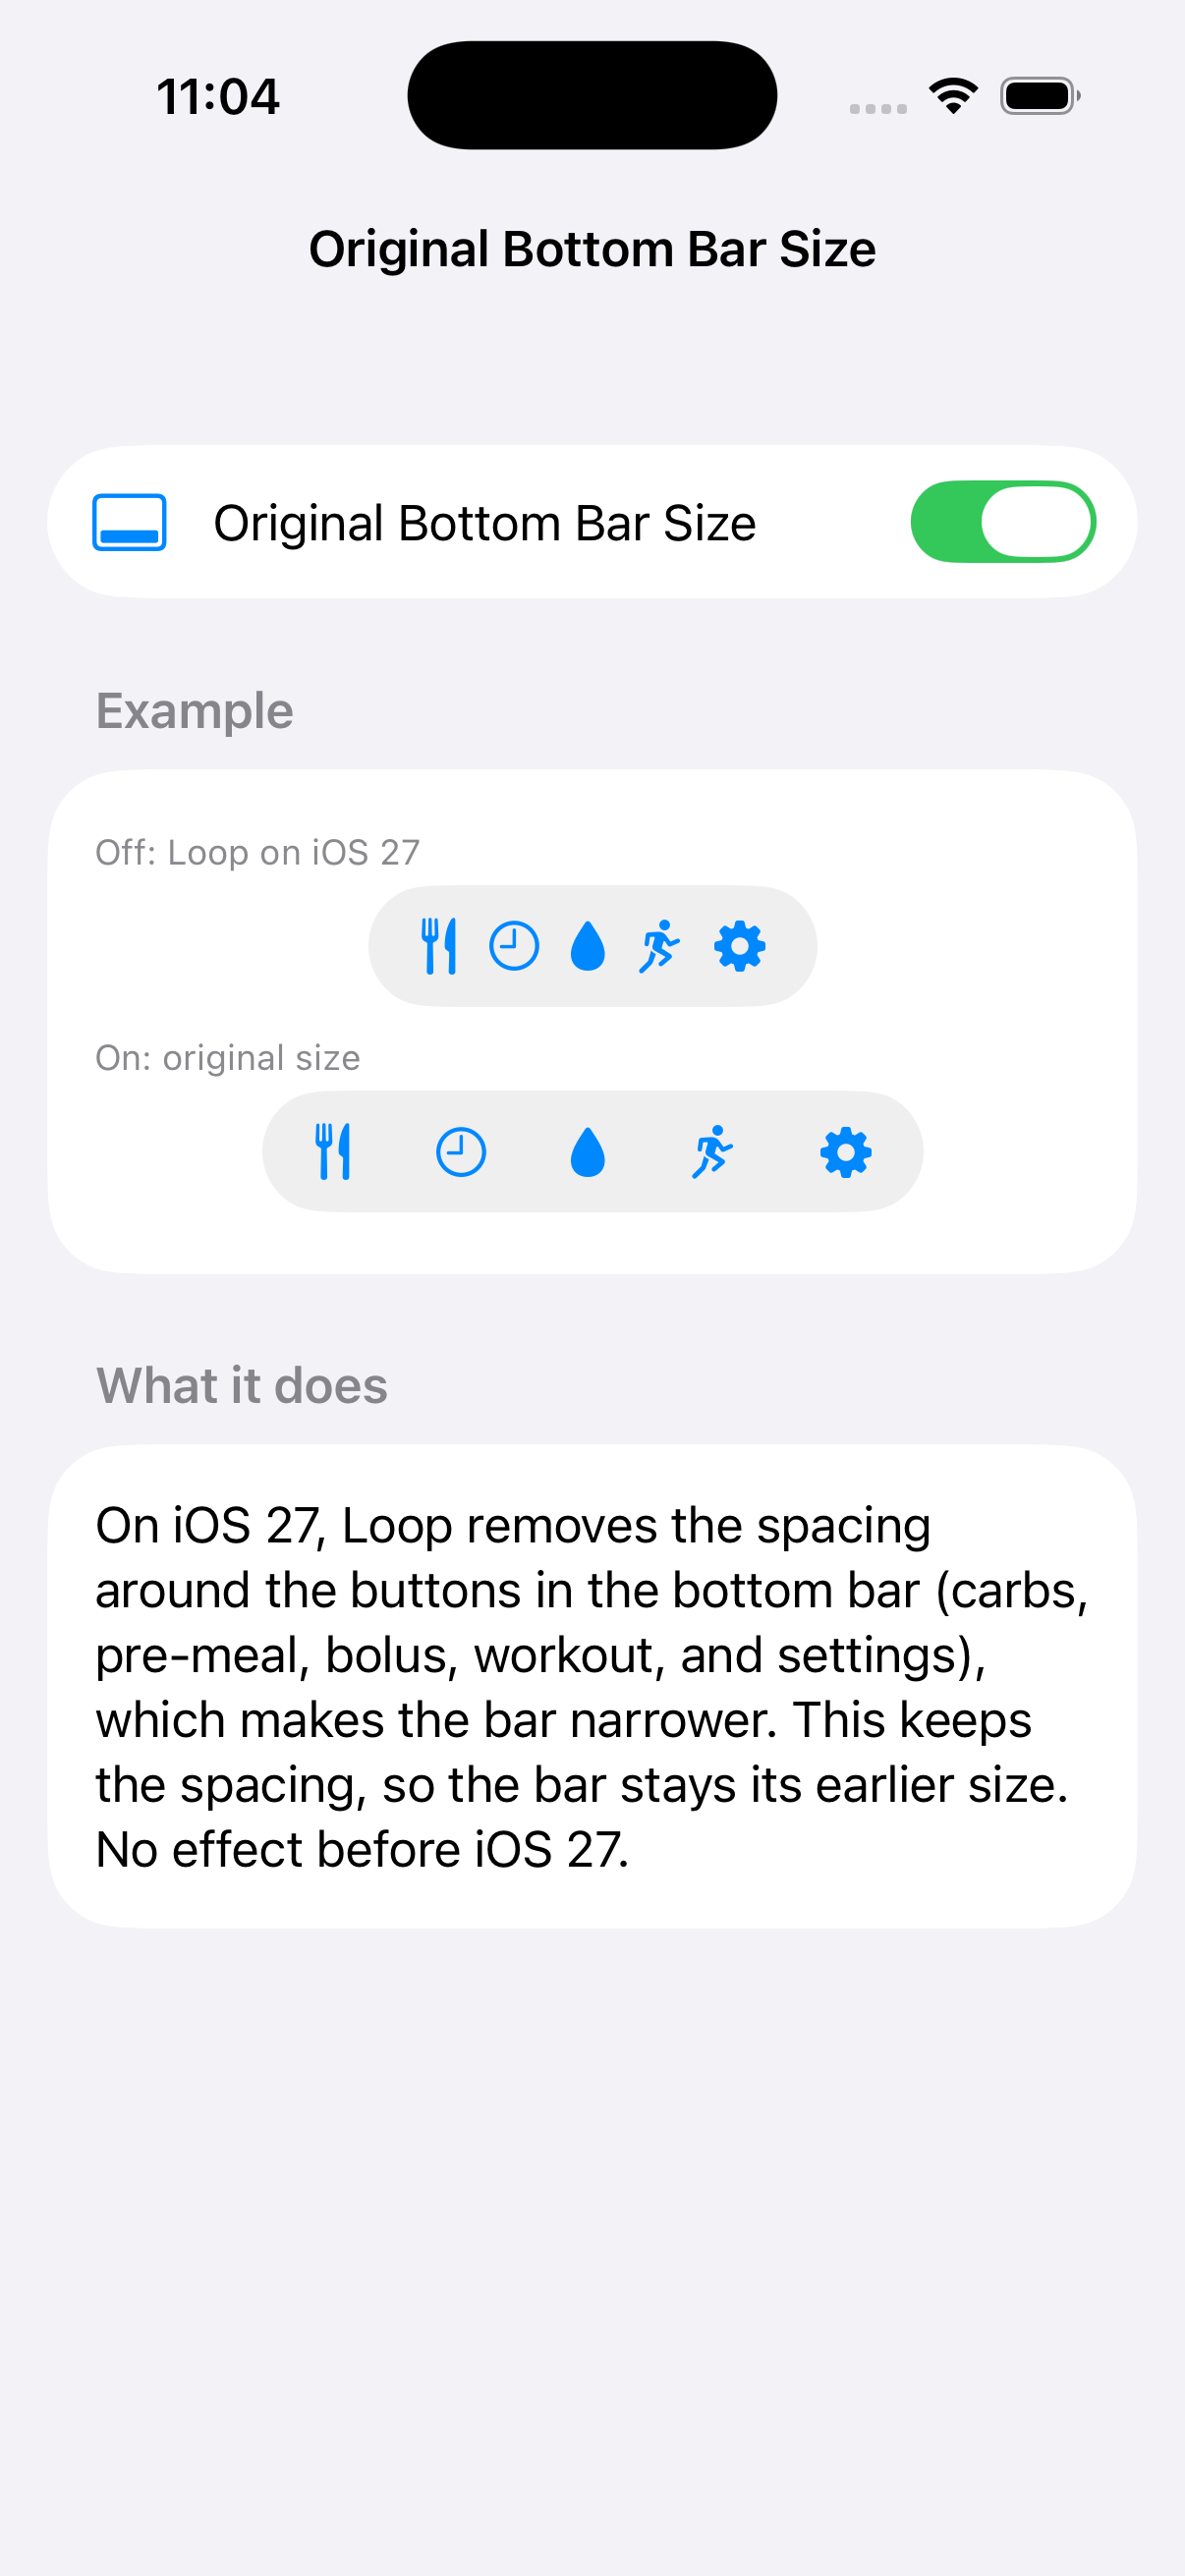 11:04
Original Bottom Bar Size
Original Bottom Bar Size
Example
Off: Loop on iOS 27
On: original size
What it does
On iOS 27, Loop removes the spacing
around the buttons in the bottom bar (carbs,
pre-meal, bolus, workout, and settings),
which makes the bar narrower. This keeps
the spacing, so the bar stays its earlier size.
No effect before iOS 27.